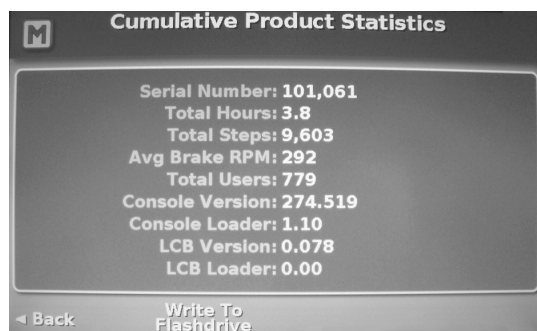 Cumulative Product Statistics
M
Serial Number: 101,061
Total Hours: 3.8
Total Steps: 9,603
Avg Brake RPM: 292
Total Users: 779
Console Version: 274.519
Console Loader: 1.10
LCB Version: 0.078
LCB Loader: 0.00
◄ Back
Write To
Flashdrive